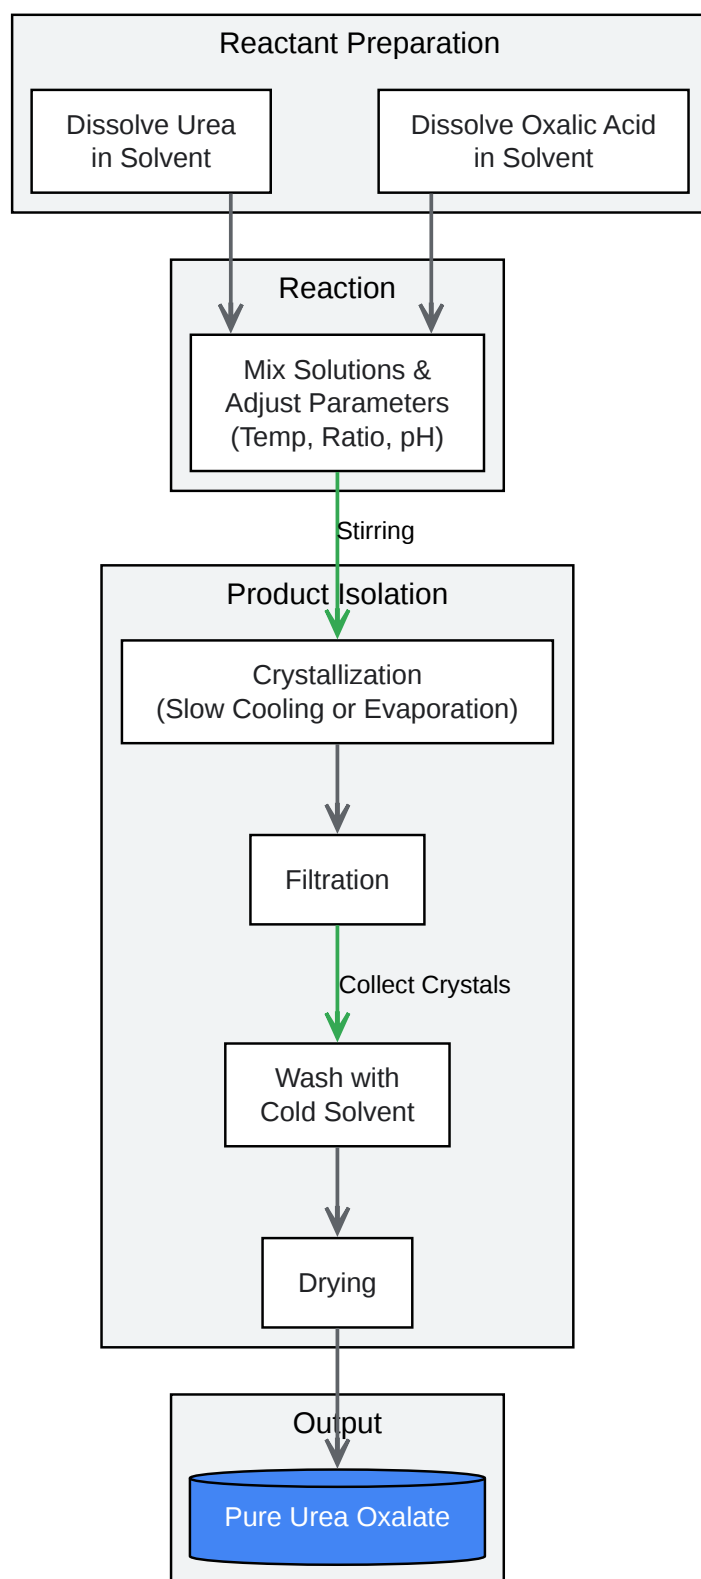 Reactant Preparation
Dissolve Urea
in Solvent
Dissolve Oxalic Acid
in Solvent
Reaction
Mix Solutions &
Adjust Parameters
(Temp, Ratio, pH)
Stirring
Product Isolation
Crystallization
(Slow Cooling or Evaporation)
Filtration
Collect Crystals
Wash with
Cold Solvent
Drying
Output
Pure Urea Oxalate